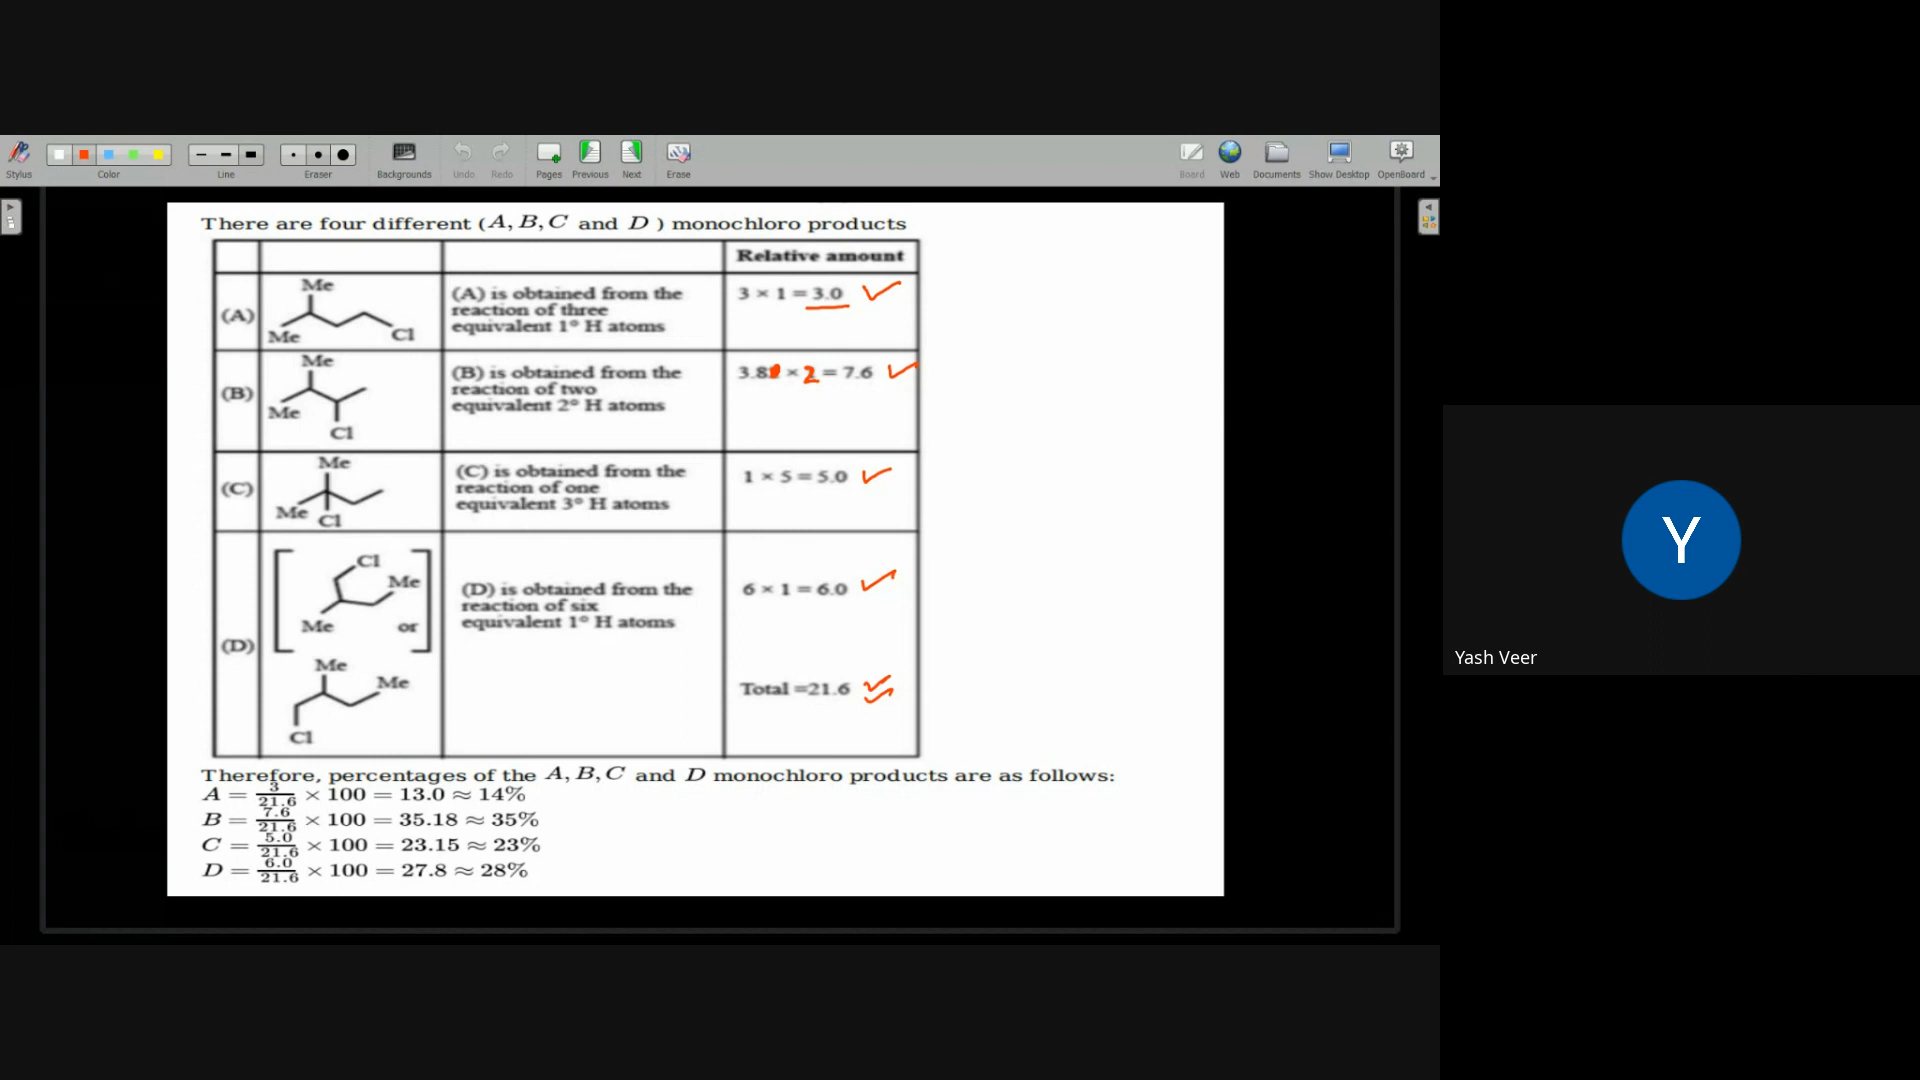 Stylus
Color
Line
Eraser
Backgrounds
Undo
Redo
Pages
Previous
Next
Erase
Board
Web
Documents
Show Desktop
OpenBoard
There are four different (A, B, C and D ) monochloro products
Relative amount
(A)
Me
Me
Cl
(A) is obtained from the
reaction of three
equivalent 1° H atoms
3 × 1 = 3.0
(B)
Me
Me
Cl
(B) is obtained from the
reaction of two
equivalent 2° H atoms
3.8 × 2 = 7.6
(C)
Me
Me
Cl
(C) is obtained from the
reaction of one
equivalent 3° H atoms
1 × 5 = 5.0
(D)
Cl
Me
Me
or
Me
Me
Cl
(D) is obtained from the
reaction of six
equivalent 1° H atoms
6 × 1 = 6.0
Total =21.6
Therefore, percentages of the A, B, C and D monochloro products are as follows:
A = 3/21.6 × 100 = 13.0 ≈ 14%
B = 7.6/21.6 × 100 = 35.18 ≈ 35%
C = 5.0/21.6 × 100 = 23.15 ≈ 23%
D = 6.0/21.6 × 100 = 27.8 ≈ 28%
Y
Yash Veer